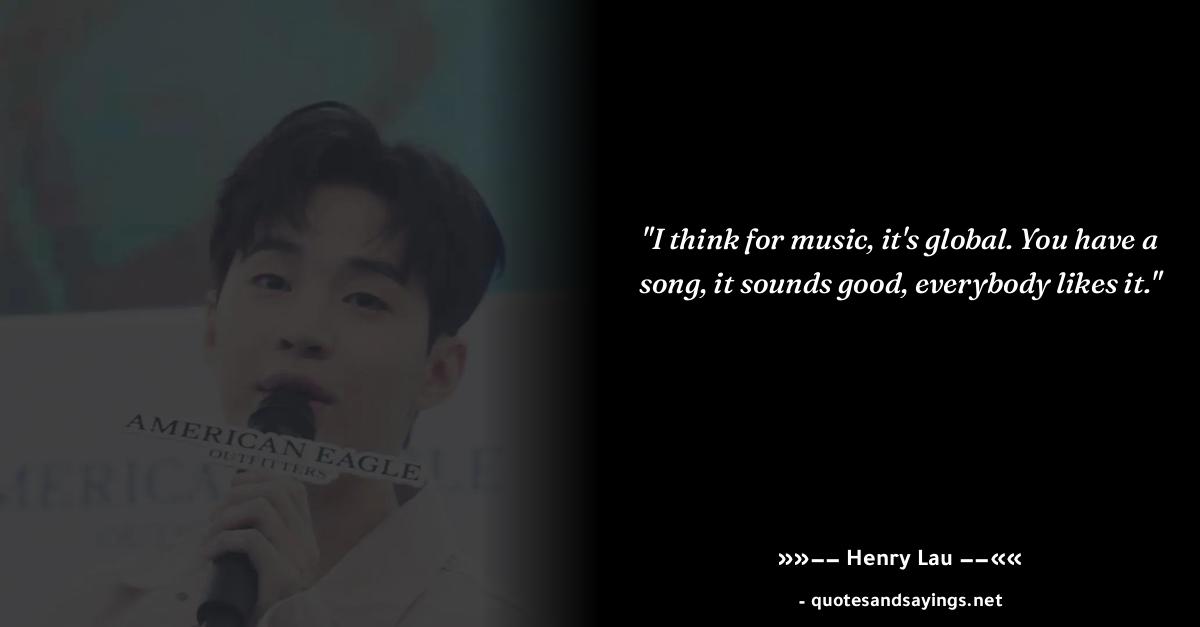 AMERICAN EAGLE
OUTFITTERS
"I think for music, it's global. You have a
song, it sounds good, everybody likes it."
»»−− Henry Lau −−««
- quotesandsayings.net